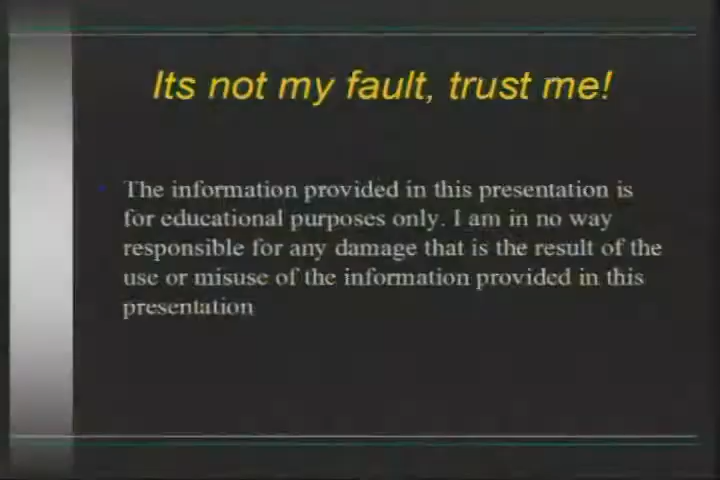 Its not my fault, trust me!
The information provided in this presentation is
for educational purposes only. I am in no way
responsible for any damage that is the result of the
use or misuse of the information provided in this
presentation